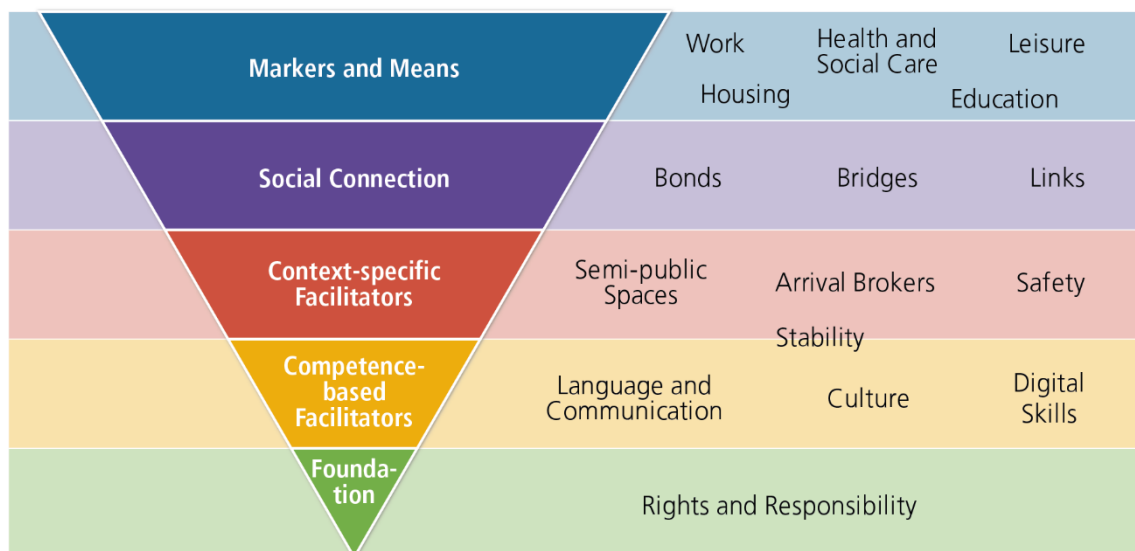 Markers and Means
Work
Health and
Social Care
Leisure
Housing
Education
Social Connection
Bonds
Bridges
Links
Context-specific
Facilitators
Semi-public
Spaces
Arrival Brokers
Safety
Stability
Competence-
based
Facilitators
Language and
Communication
Culture
Digital
Skills
Founda-
tion
Rights and Responsibility